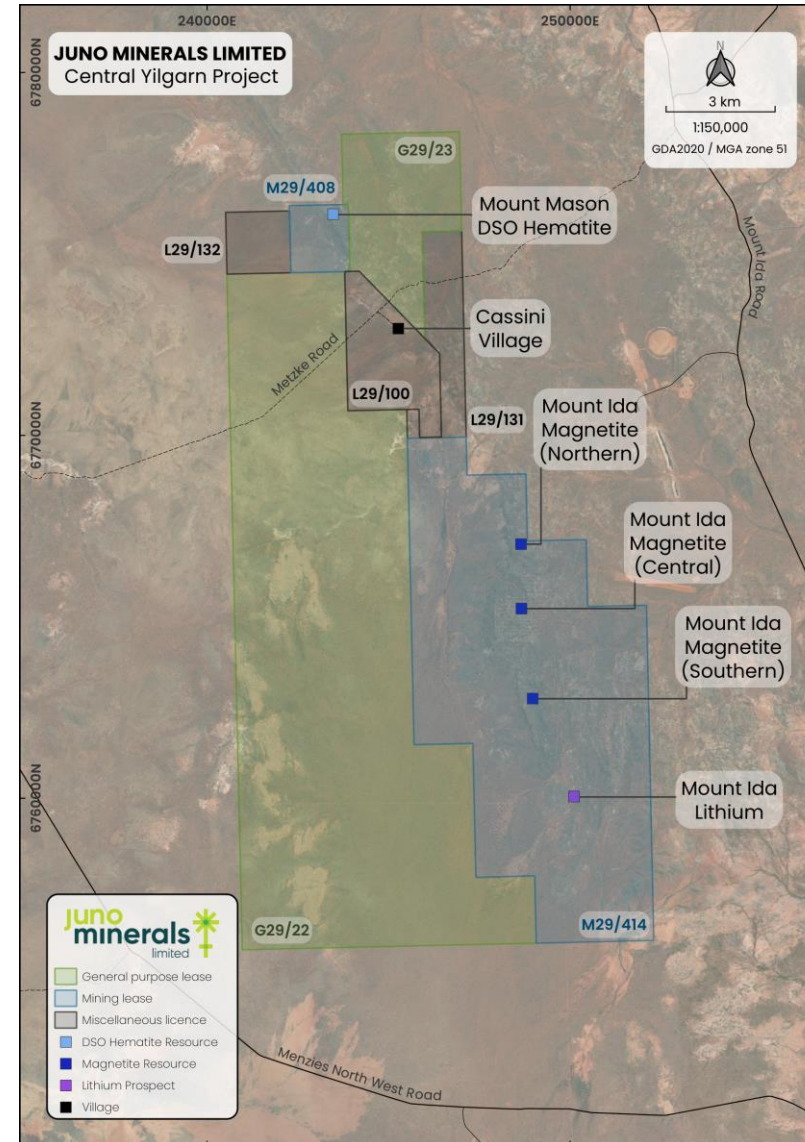 240000E
250000E
JUNO MINERALS LIMITED
Central Yilgarn Project
N
3 km
1:150,000
GDA2020 / MGA zone 51
6780000N
G29/23
M29/408
Mount Mason
DSO Hematite
L29/132
Mount Ida Road
Cassini
Village
Metzke Road
L29/100
L29/131
Mount Ida
Magnetite
(Northern)
6770000N
Mount Ida
Magnetite
(Central)
Mount Ida
Magnetite
(Southern)
6760000N
Mount Ida
Lithium
G29/22
M29/414
juno
minerals
limited
General purpose lease
Mining lease
Miscellaneous licence
DSO Hematite Resource
Magnetite Resource
Lithium Prospect
Village
Menzies North West Road